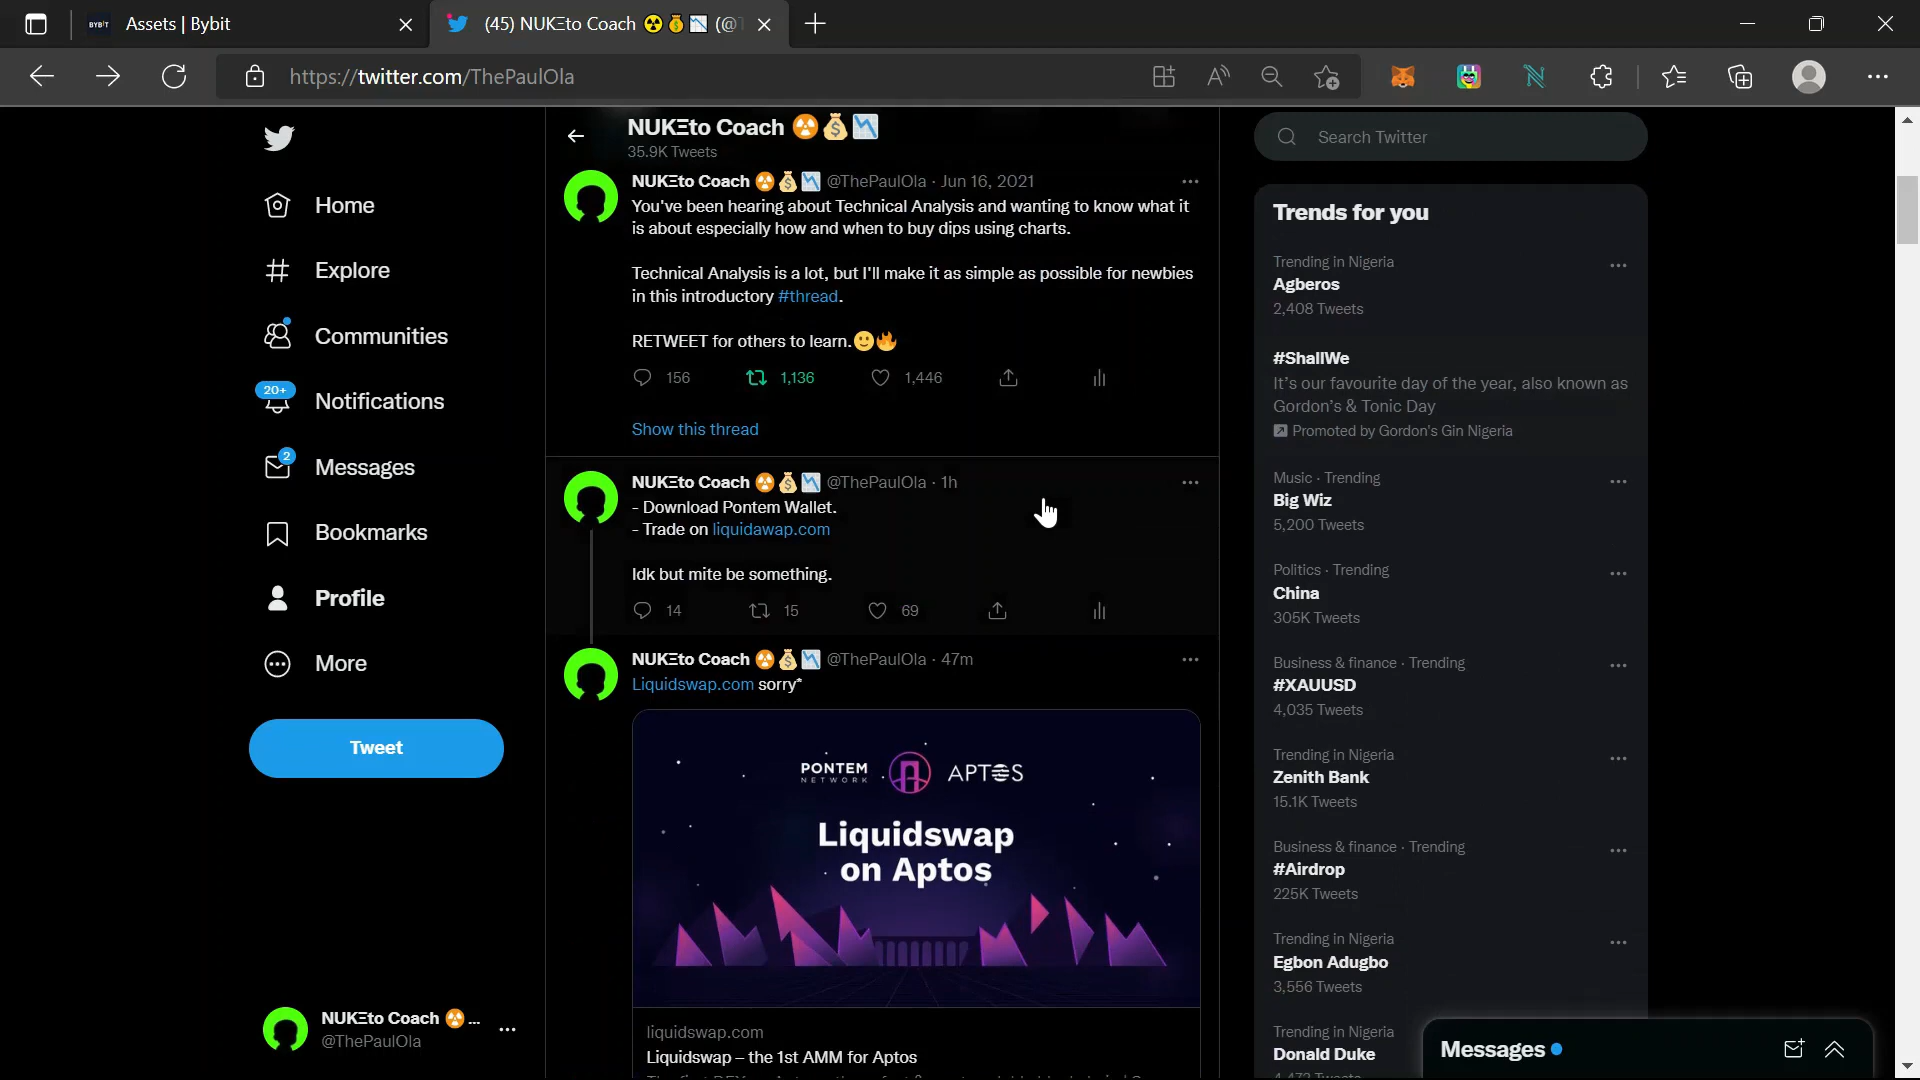 BYBIT Assets | Bybit
(45) NUKΞto Coach ☢💰📉 (@
https://twitter.com/ThePaulOla
Home
Explore
Communities
20+
Notifications
2
Messages
Bookmarks
Profile
More
Tweet
NUKΞto Coach ☢️...
@ThePaulOla
NUKΞto Coach ☢️💰📉
35.9K Tweets
NUKΞto Coach ☢️💰📉 @ThePaulOla · Jun 16, 2021
You've been hearing about Technical Analysis and wanting to know what it
is about especially how and when to buy dips using charts.
Technical Analysis is a lot, but I'll make it as simple as possible for newbies
in this introductory #thread.
RETWEET for others to learn.🙂🔥
156 1,136 1,446
Show this thread
NUKΞto Coach ☢️💰📉 @ThePaulOla · 1h
- Download Pontem Wallet.
- Trade on liquidawap.com
Idk but mite be something.
14 15 69
NUKΞto Coach ☢️💰📉 @ThePaulOla · 47m
Liquidswap.com sorry*
PONTEM NETWORK APTOS
Liquidswap
on Aptos
liquidswap.com
Liquidswap – the 1st AMM for Aptos
Search Twitter
Trends for you
Trending in Nigeria
Agberos
2,408 Tweets
#ShallWe
It's our favourite day of the year, also known as
Gordon's & Tonic Day
Promoted by Gordon's Gin Nigeria
Music · Trending
Big Wiz
5,200 Tweets
Politics · Trending
China
305K Tweets
Business & finance · Trending
#XAUUSD
4,035 Tweets
Trending in Nigeria
Zenith Bank
15.1K Tweets
Business & finance · Trending
#Airdrop
225K Tweets
Trending in Nigeria
Egbon Adugbo
3,556 Tweets
Trending in Nigeria
Donald Duke
Messages